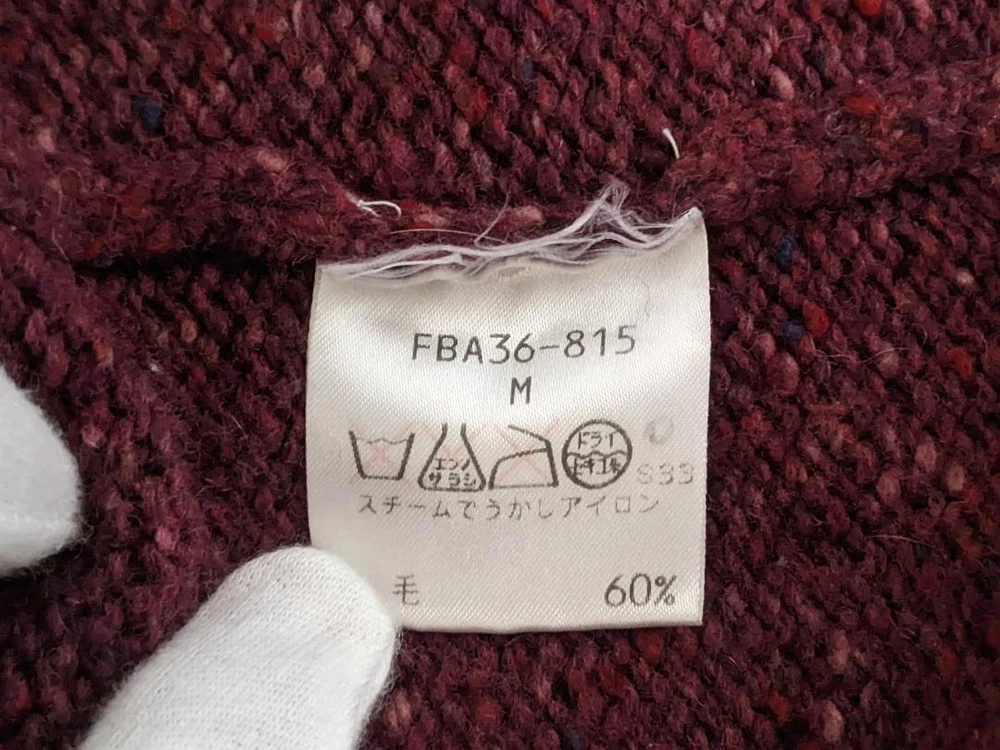 FBA36-815
M
エンソ サラシ
ドライ
セキユ系
スチームでうかしアイロン
毛 60%